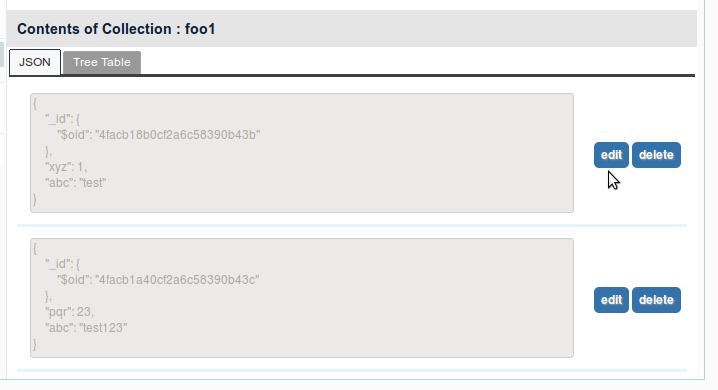 Contents of Collection : foo1
JSON Tree Table
{
"_id": {
"$oid": "4facb18b0cf2a6c58390b43b"
},
"xyz": 1,
"abc": "test"
}
edit delete
{
"_id": {
"$oid": "4facb1a40cf2a6c58390b43c"
},
"pqr": 23,
"abc": "test123"
}
edit delete